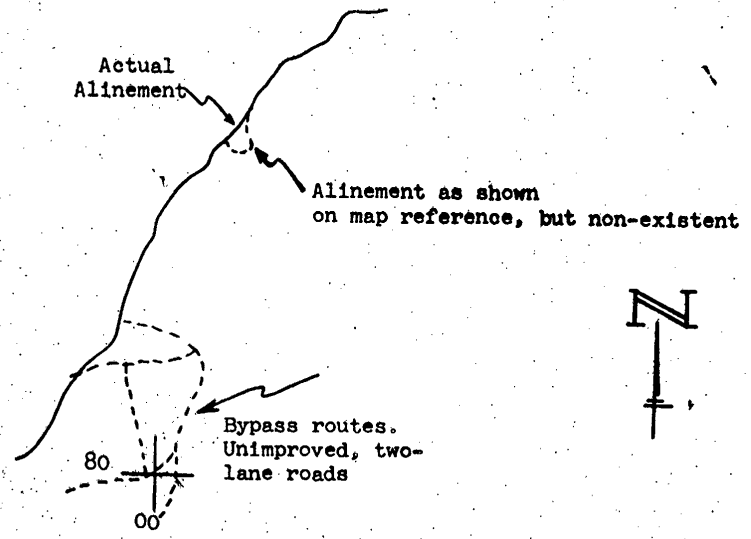 Actual
Alinement
Alinement as shown
on map reference, but non-existent
N
Bypass routes.
Unimproved, two-
lane roads
80
00